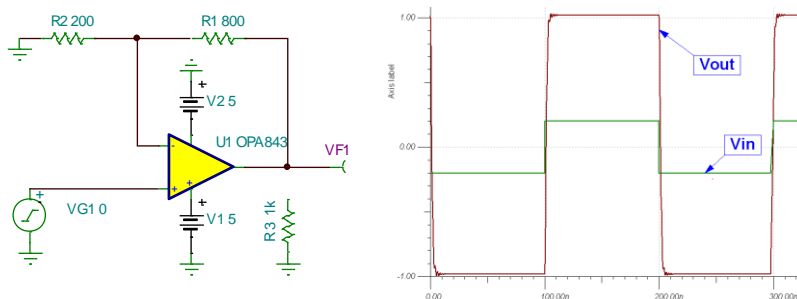 R2 200
R1 800
+
V2 5
U1 OPA843
-
+
+
VF1
+
VG1 0
+
V1 5
R3 1k
Axis label
1.00
0.00
-1.00
Vout
Vin
0.00
100.00n
200.00n
300.00n